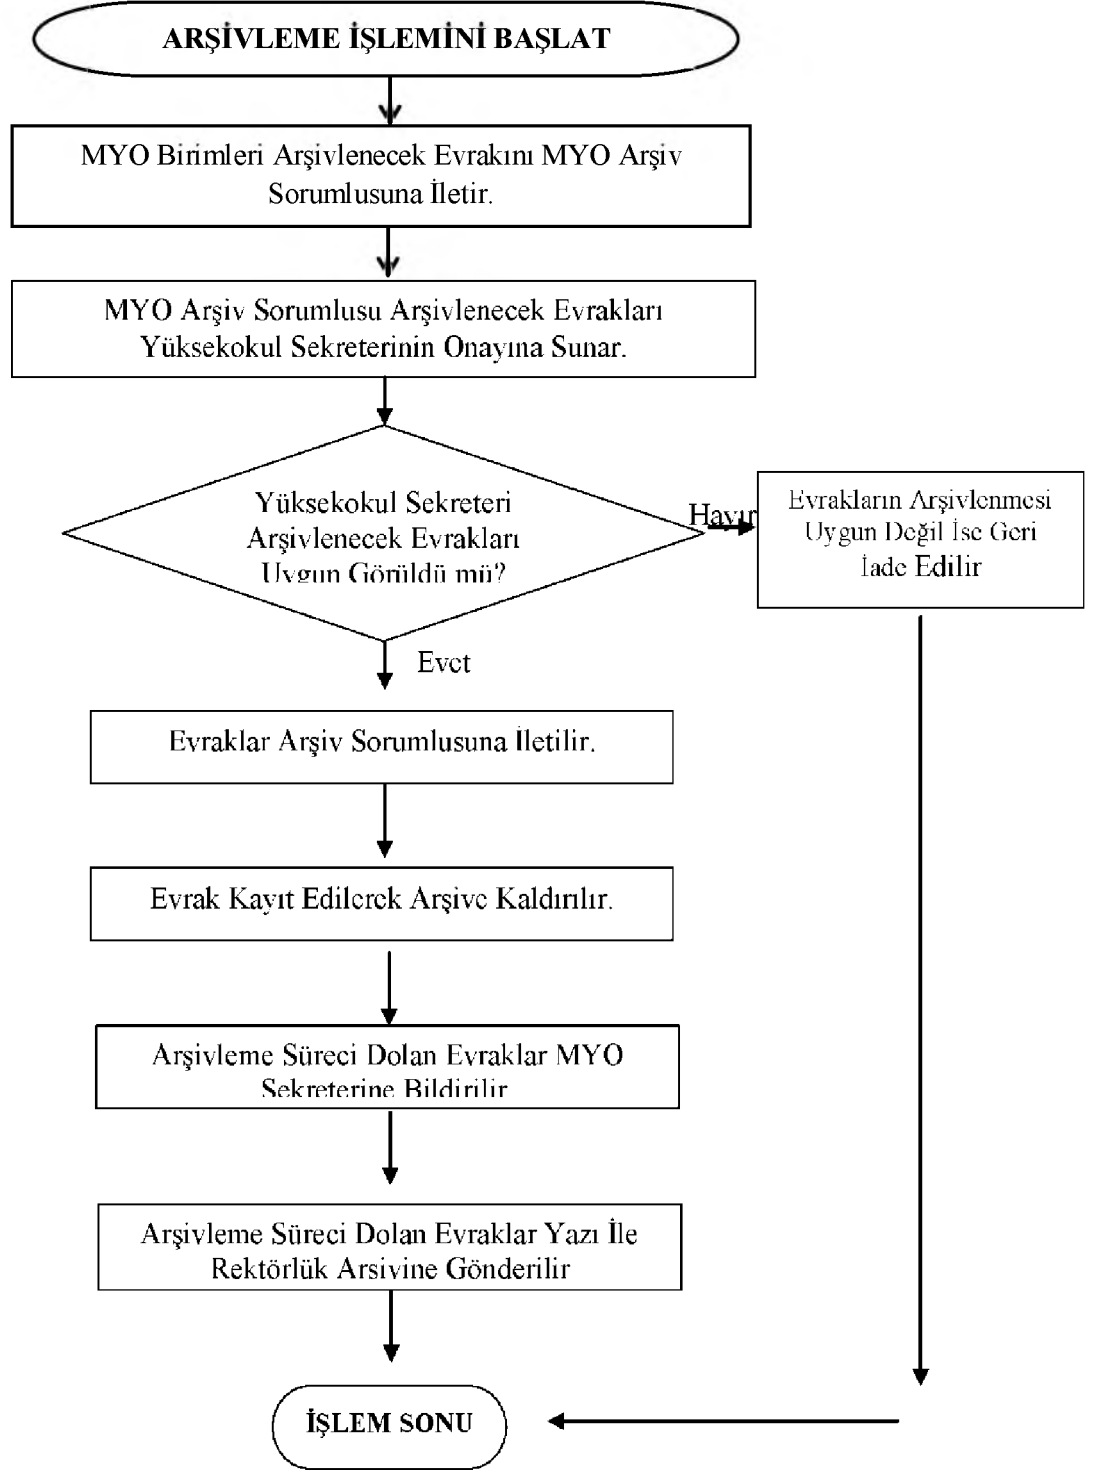 ARŞİVLEME İŞLEMİNİ BAŞLAT
MYO Birimleri Arşivlenecek Evrakını MYO Arşiv
Sorumlusuna İletir.
MYO Arşiv Sorumlusu Arşivlenecek Evrakları
Yüksekokul Sekreterinin Onayına Sunar.
Yüksekokul Sekreteri
Arşivlenecek Evrakları
Uygun Görüldü mü?
Hayır
Evrakların Arşivlenmesi
Uygun Değil İse Geri
İade Edilir
Evet
Evraklar Arşiv Sorumlusuna İletilir.
Evrak Kayıt Edilerek Arşive Kaldırılır.
Arşivleme Süreci Dolan Evraklar MYO
Sekreterine Bildirilir
Arşivleme Süreci Dolan Evraklar Yazı İle
Rektörlük Arşivine Gönderilir
İŞLEM SONU